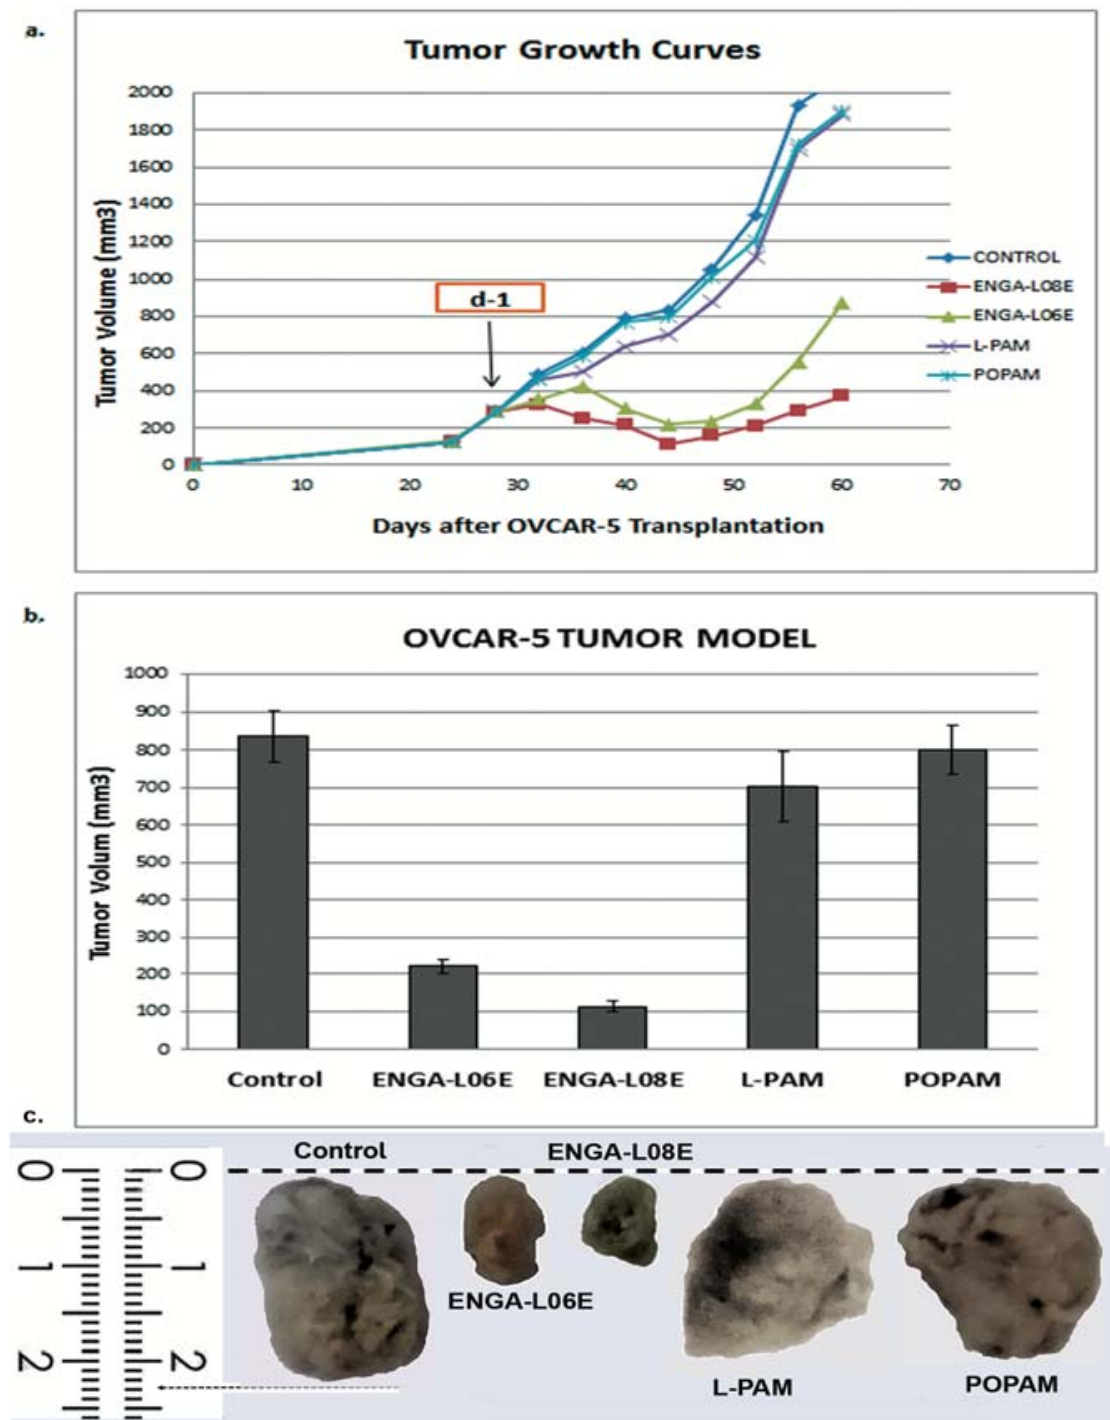 a.
Tumor Growth Curves
2000
1800
1600
1400
1200
1000
800
600
400
200
0
Tumor Volume (mm3)
d-1
0 10 20 30 40 50 60 70
Days after OVCAR-5 Transplantation
CONTROL
ENGA-L08E
ENGA-L06E
L-PAM
POPAM
b.
OVCAR-5 TUMOR MODEL
1000
900
800
700
600
500
400
300
200
100
0
Tumor Volum (mm3)
Control ENGA-L06E ENGA-L08E L-PAM POPAM
c.
Control ENGA-L08E
0 0
1 1
2 2
ENGA-L06E
L-PAM POPAM